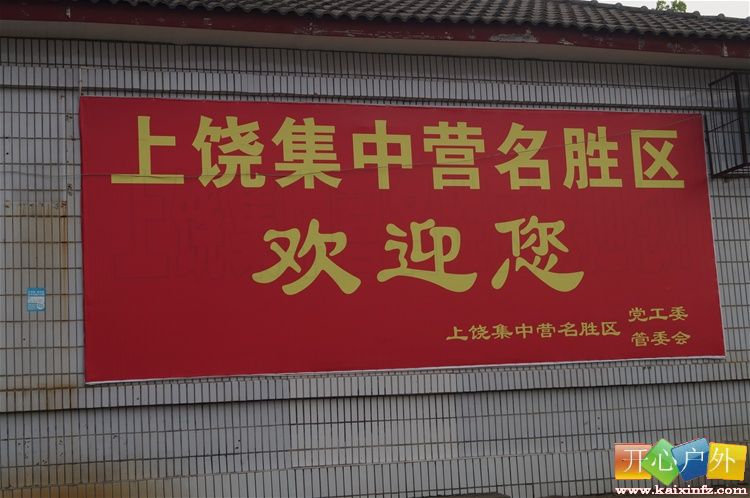 上饶集中营名胜区
欢迎您
上饶集中营名胜区 党工委
管委会
开心户外
www.kaixinfz.com